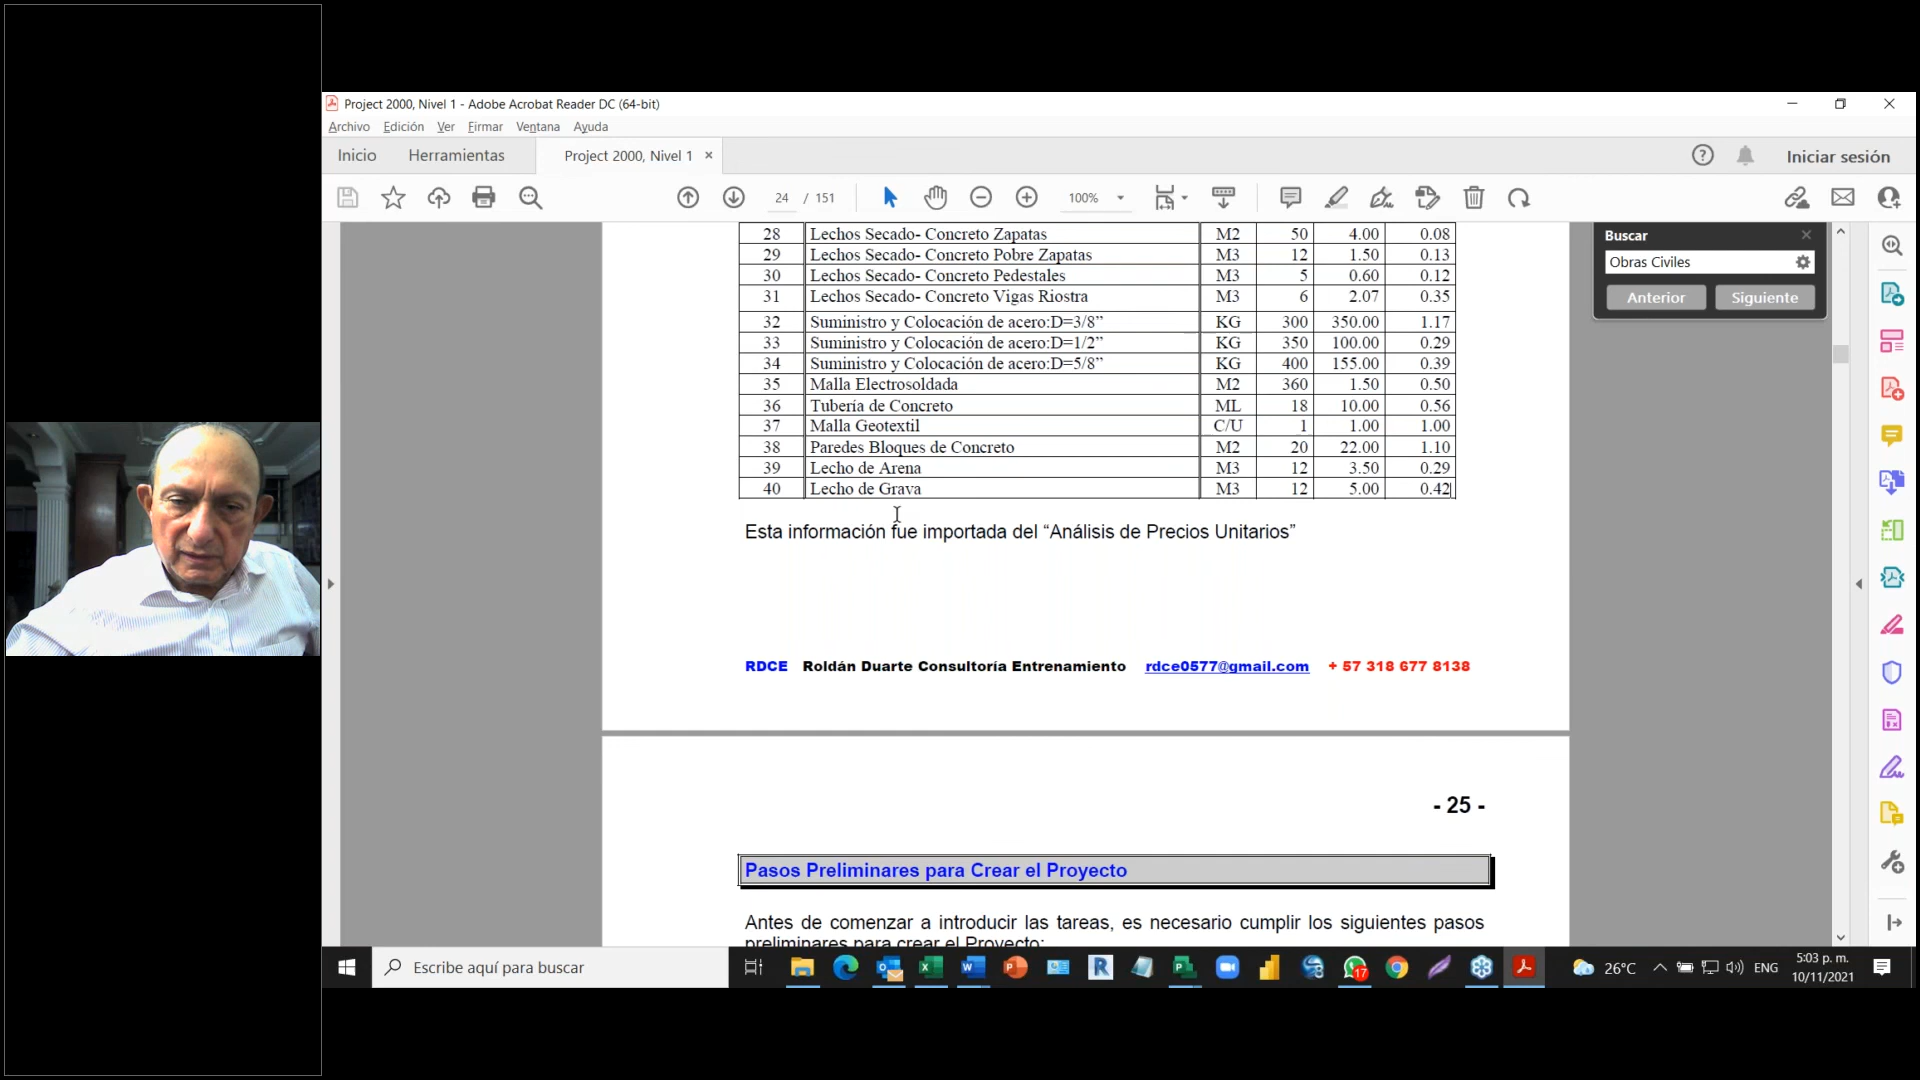 Project 2000, Nivel 1 - Adobe Acrobat Reader DC (64-bit)
Archivo Edición Ver Firmar Ventana Ayuda
Inicio Herramientas Project 2000, Nivel 1 × Iniciar sesión
24 / 151 100%
28 Lechos Secado- Concreto Zapatas M2 50 4.00 0.08
29 Lechos Secado- Concreto Pobre Zapatas M3 12 1.50 0.13
30 Lechos Secado- Concreto Pedestales M3 5 0.60 0.12
31 Lechos Secado- Concreto Vigas Riostra M3 6 2.07 0.35
32 Suministro y Colocación de acero:D=3/8” KG 300 350.00 1.17
33 Suministro y Colocación de acero:D=1/2” KG 350 100.00 0.29
34 Suministro y Colocación de acero:D=5/8” KG 400 155.00 0.39
35 Malla Electrosoldada M2 360 1.50 0.50
36 Tubería de Concreto ML 18 10.00 0.56
37 Malla Geotextil C/U 1 1.00 1.00
38 Paredes Bloques de Concreto M2 20 22.00 1.10
39 Lecho de Arena M3 12 3.50 0.29
40 Lecho de Grava M3 12 5.00 0.42
Esta información fue importada del “Análisis de Precios Unitarios”
RDCE Roldán Duarte Consultoría Entrenamiento rdce0577@gmail.com + 57 318 677 8138
Buscar
Obras Civiles
Anterior Siguiente
- 25 -
Pasos Preliminares para Crear el Proyecto
Antes de comenzar a introducir las tareas, es necesario cumplir los siguientes pasos
preliminares para crear el Proyecto:
Escribe aquí para buscar
17
26°C
ENG
5:03 p. m.
10/11/2021